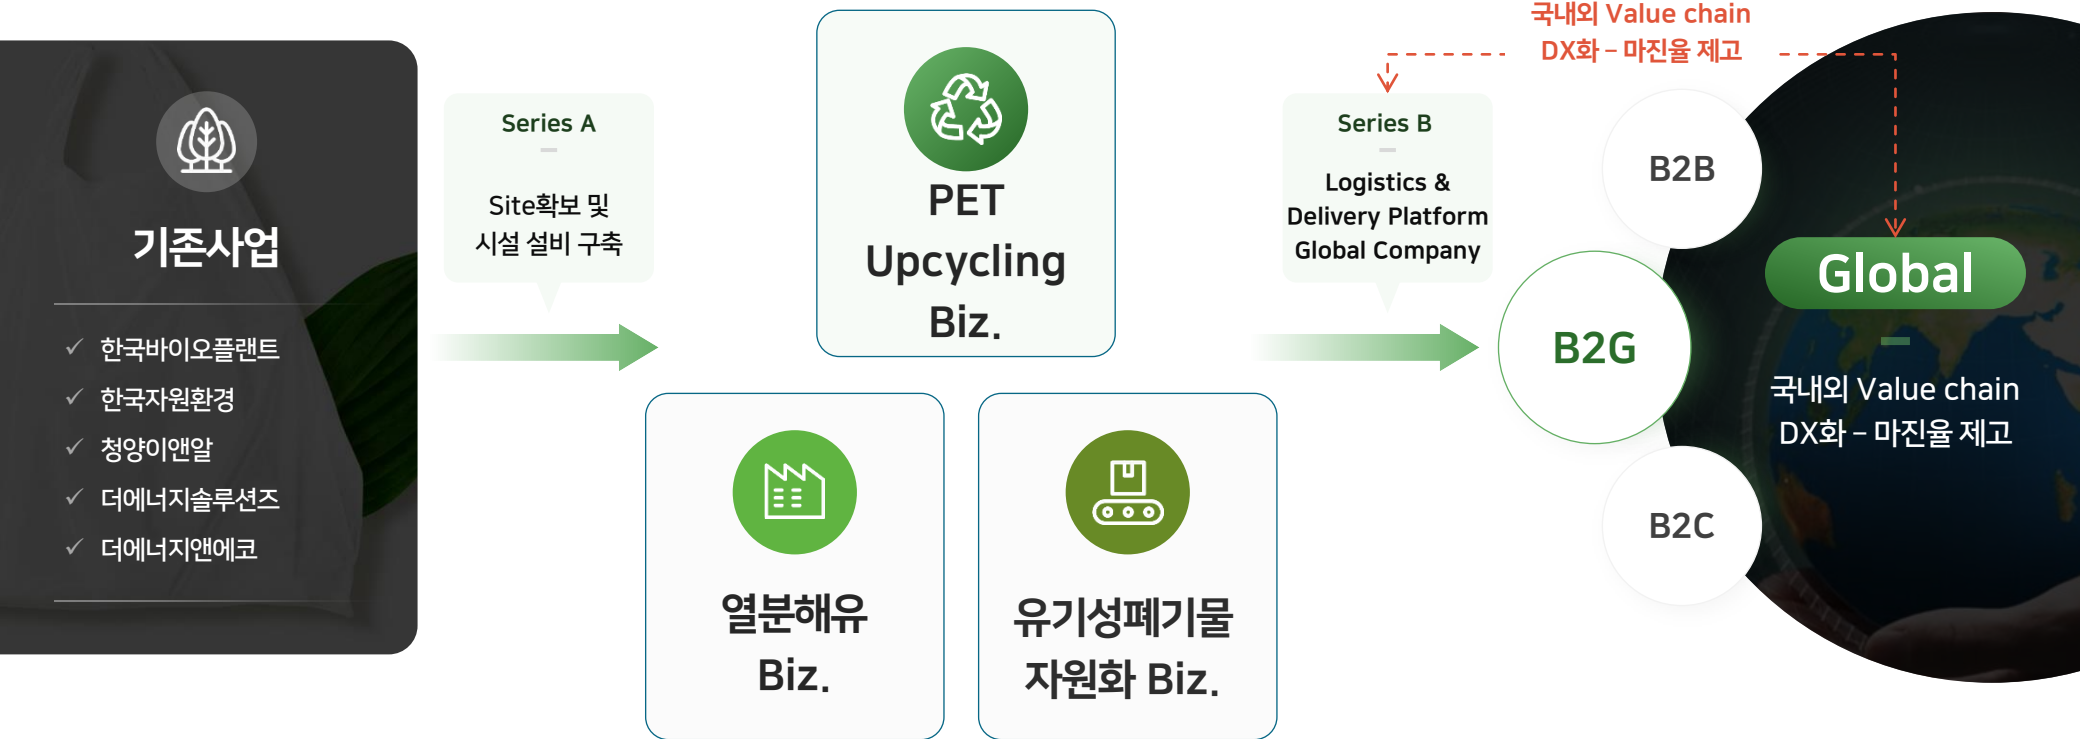 기존사업
한국바이오플랜트
한국자원환경
청양이앤알
더에너지솔루션즈
더에너지앤에코
Series A
Site확보 및
시설 설비 구축
PET
Upcycling
Biz.
열분해유
Biz.
유기성폐기물
자원화 Biz.
국내외 Value chain
DX화 – 마진율 제고
Series B
Logistics &
Delivery Platform
Global Company
B2B
B2G
B2C
Global
국내외 Value chain
DX화 – 마진율 제고